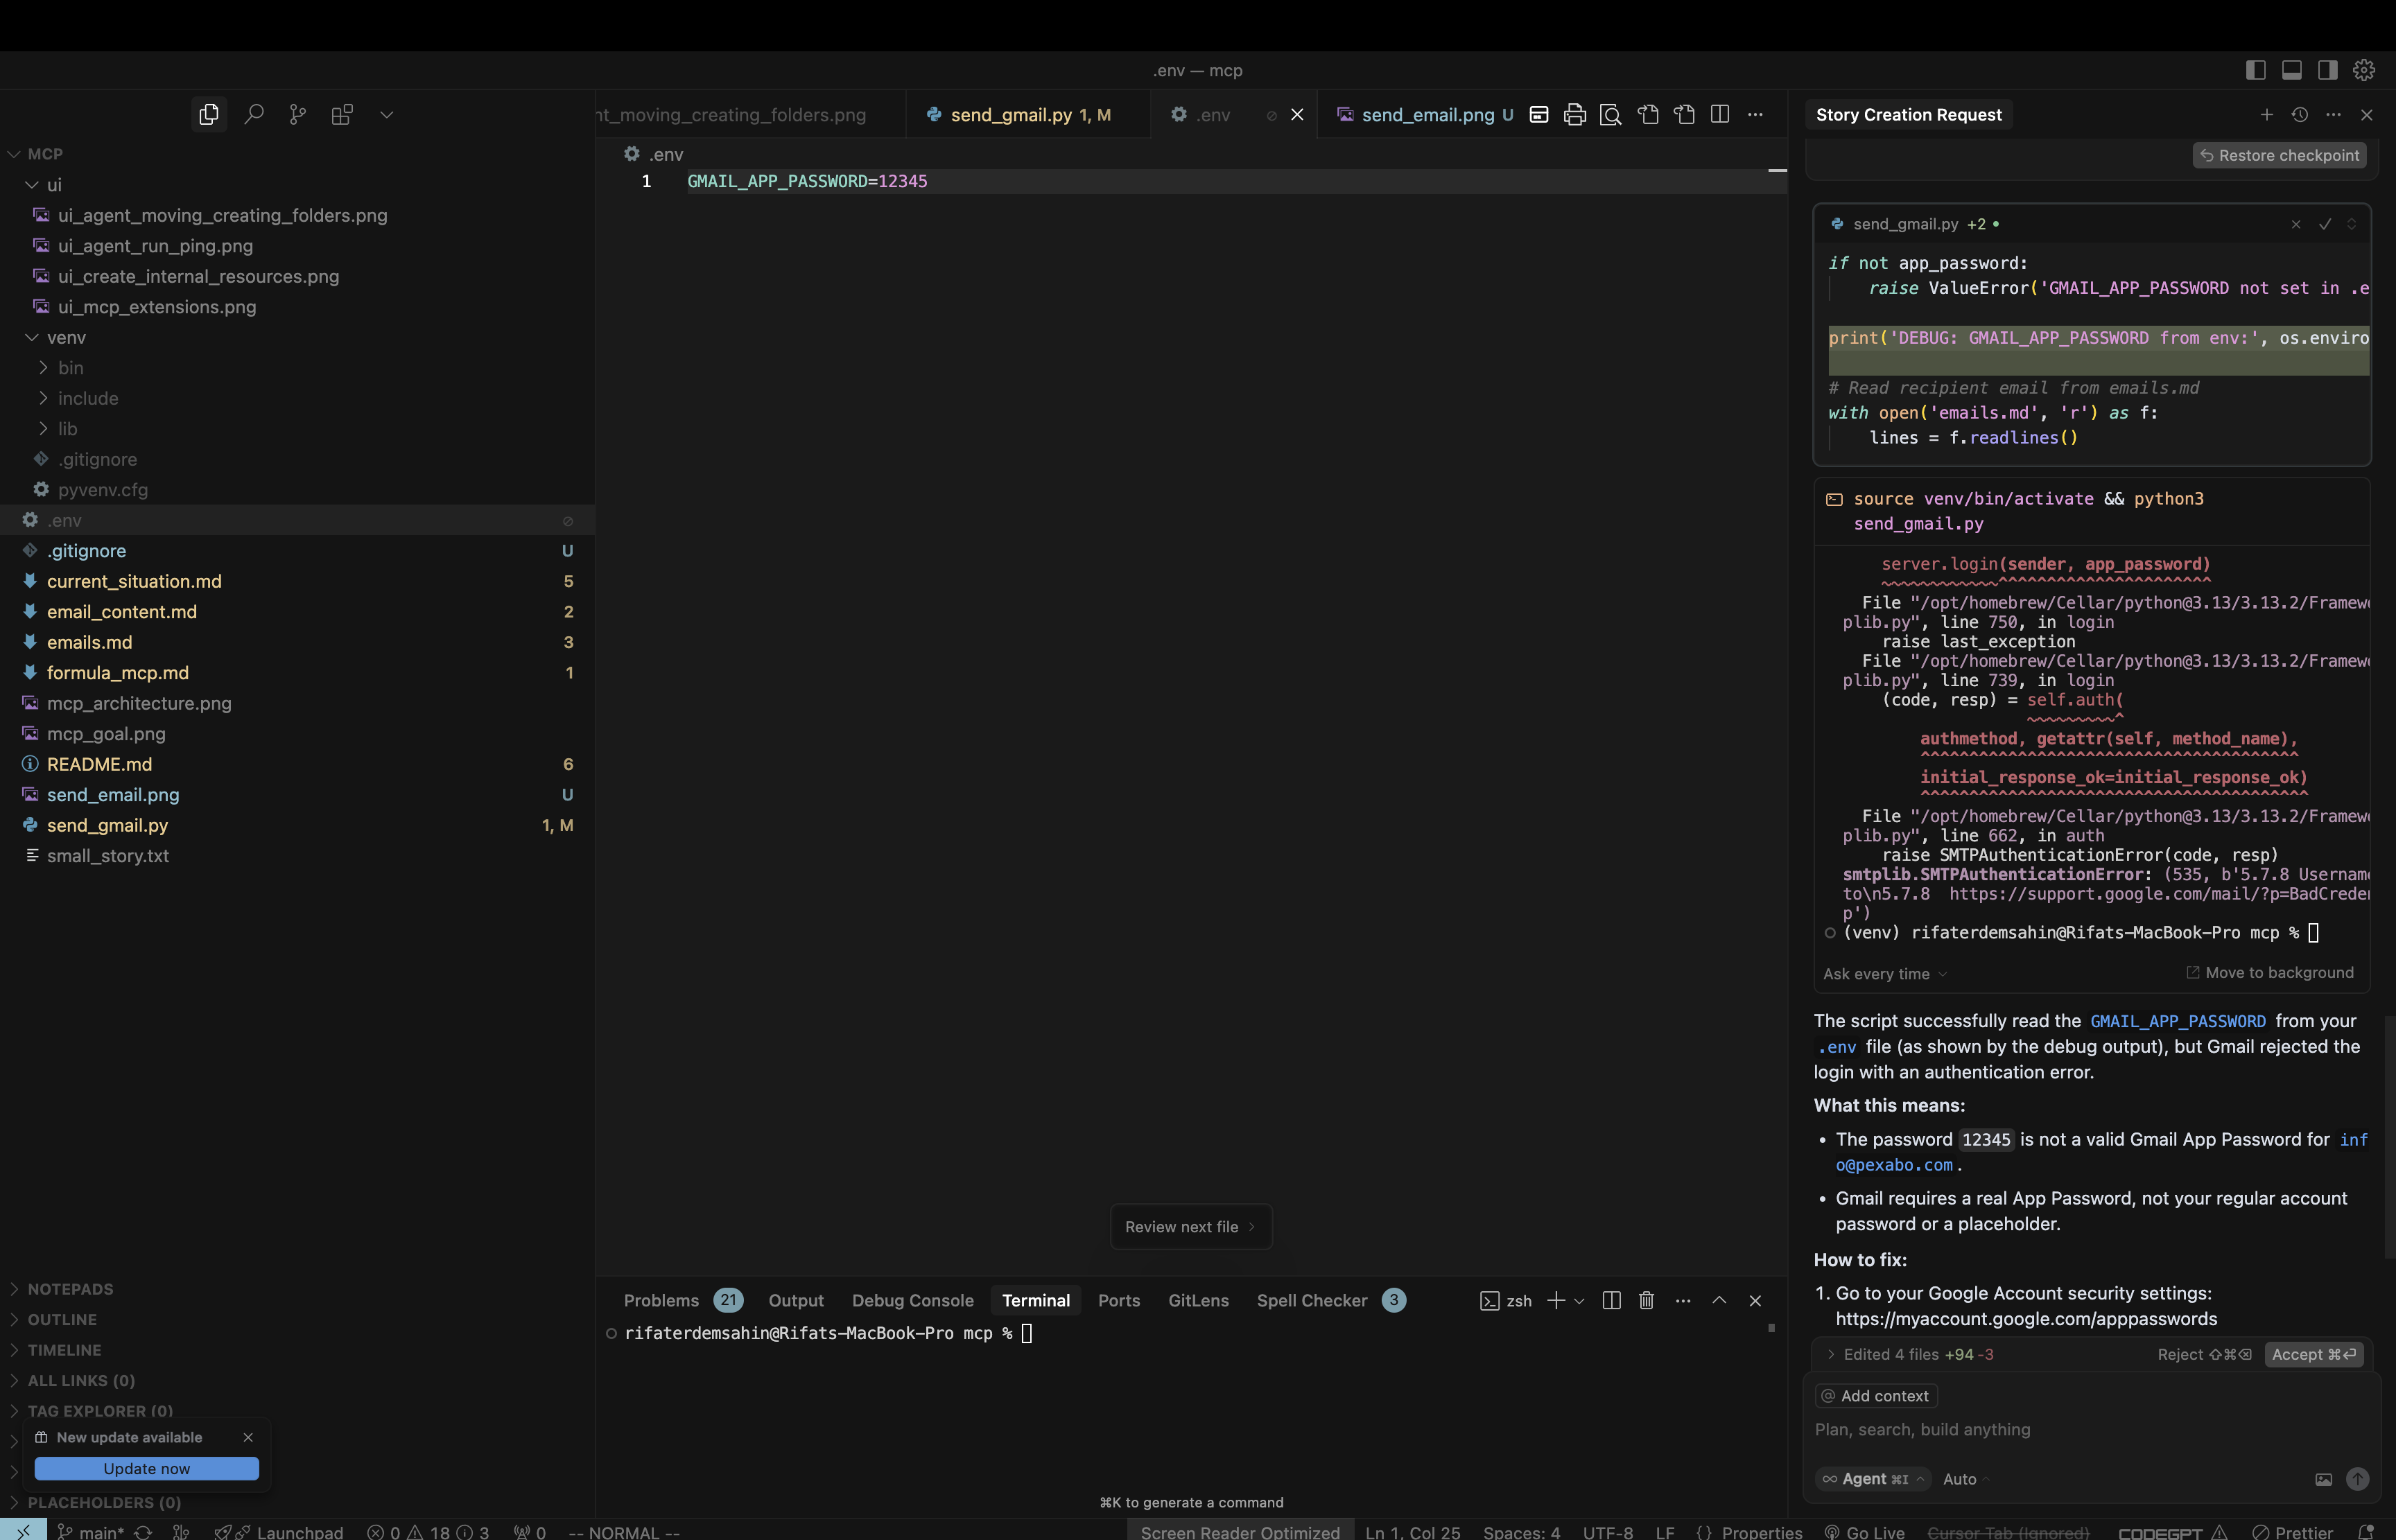 .env — mcp
nt_moving_creating_folders.png
send_gmail.py 1, M
.env
send_email.png U
MCP
ui
ui_agent_moving_creating_folders.png
ui_agent_run_ping.png
ui_create_internal_resources.png
ui_mcp_extensions.png
venv
bin
include
lib
.gitignore
pyvenv.cfg
.env
.gitignore U
current_situation.md 5
email_content.md 2
emails.md 3
formula_mcp.md 1
mcp_architecture.png
mcp_goal.png
README.md 6
send_email.png U
send_gmail.py 1, M
small_story.txt
NOTEPADS
OUTLINE
TIMELINE
ALL LINKS (0)
TAG EXPLORER (0)
New update available
Update now
PLACEHOLDERS (0)
.env
1 GMAIL_APP_PASSWORD=12345
Review next file
Problems 21 Output Debug Console Terminal Ports GitLens Spell Checker 3 zsh
rifaterdemsahin@Rifats-MacBook-Pro mcp %
⌘K to generate a command
Story Creation Request
Restore checkpoint
send_gmail.py +2 •
if not app_password:
raise ValueError('GMAIL_APP_PASSWORD not set in .e
print('DEBUG: GMAIL_APP_PASSWORD from env:', os.enviro
# Read recipient email from emails.md
with open('emails.md', 'r') as f:
lines = f.readlines()
source venv/bin/activate && python3
send_gmail.py
server.login(sender, app_password)
~~~~~~~~~~~~^^^^^^^^^^^^^^^^^^^^^^
File "/opt/homebrew/Cellar/python@3.13/3.13.2/Framew
plib.py", line 750, in login
raise last_exception
File "/opt/homebrew/Cellar/python@3.13/3.13.2/Framew
plib.py", line 739, in login
(code, resp) = self.auth(
~~~~~~~~~^
authmethod, getattr(self, method_name),
^^^^^^^^^^^^^^^^^^^^^^^^^^^^^^^^^^^^^^^
initial_response_ok=initial_response_ok)
^^^^^^^^^^^^^^^^^^^^^^^^^^^^^^^^^^^^^^^^
File "/opt/homebrew/Cellar/python@3.13/3.13.2/Framew
plib.py", line 662, in auth
raise SMTPAuthenticationError(code, resp)
smtplib.SMTPAuthenticationError: (535, b'5.7.8 Usernam
to\n5.7.8 https://support.google.com/mail/?p=BadCrede
p')
(venv) rifaterdemsahin@Rifats-MacBook-Pro mcp %
Ask every time Move to background
The script successfully read the GMAIL_APP_PASSWORD from your
.env file (as shown by the debug output), but Gmail rejected the
login with an authentication error.
What this means:
• The password 12345 is not a valid Gmail App Password for inf
o@pexabo.com .
• Gmail requires a real App Password, not your regular account
password or a placeholder.
How to fix:
1. Go to your Google Account security settings:
https://myaccount.google.com/apppasswords
Edited 4 files +94 -3 Reject ⇧⌘⌫ Accept ⌘⏎
@ Add context
Plan, search, build anything
∞ Agent ⌘I Auto
main* Launchpad 0 18 3 0 -- NORMAL -- Screen Reader Optimized Ln 1, Col 25 Spaces: 4 UTF-8 LF {} Properties Go Live Cursor Tab (Ignored) CODEGPT Prettier